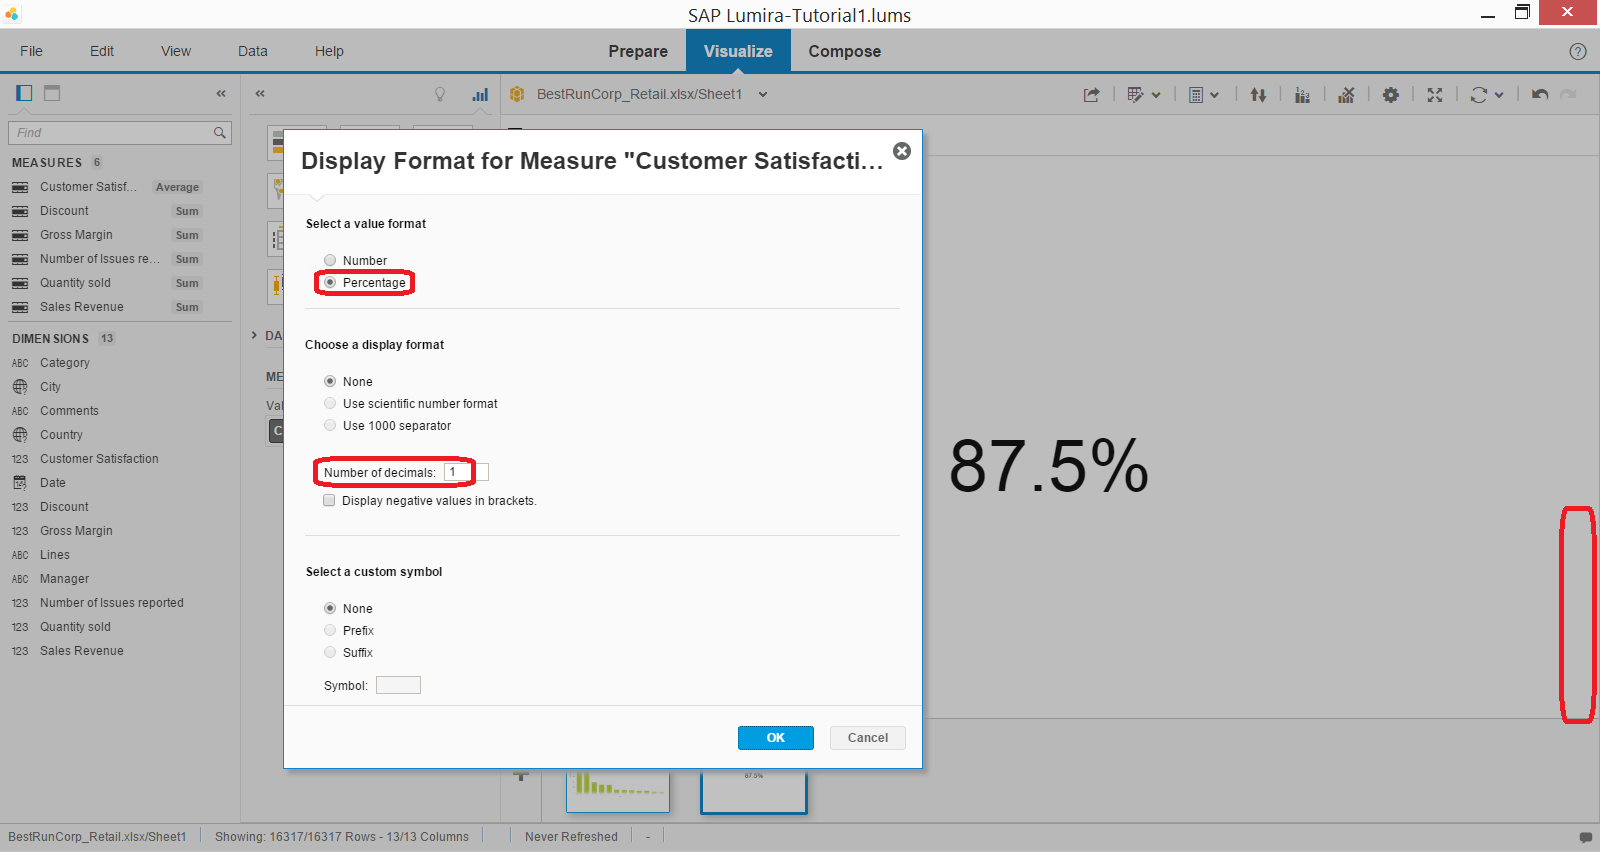 SAP Lumira-Tutorial1.lums
File Edit View Data Help Prepare Visualize Compose
BestRunCorp_Retail.xlsx/Sheet1
Find
MEASURES 6
Customer Satisf... Average
Discount Sum
Gross Margin Sum
Number of Issues re... Sum
Quantity sold Sum
Sales Revenue Sum
DIMENSIONS 13
ABC Category
City
ABC Comments
Country
123 Customer Satisfaction
Date
123 Discount
123 Gross Margin
ABC Lines
ABC Manager
123 Number of Issues reported
123 Quantity sold
123 Sales Revenue
DA
ME
Val
C
Display Format for Measure "Customer Satisfacti...
Select a value format
Number
Percentage
Choose a display format
None
Use scientific number format
Use 1000 separator
Number of decimals: 1
Display negative values in brackets.
Select a custom symbol
None
Prefix
Suffix
Symbol:
OK Cancel
87.5%
87.5%
BestRunCorp_Retail.xlsx/Sheet1 Showing: 16317/16317 Rows - 13/13 Columns Never Refreshed -